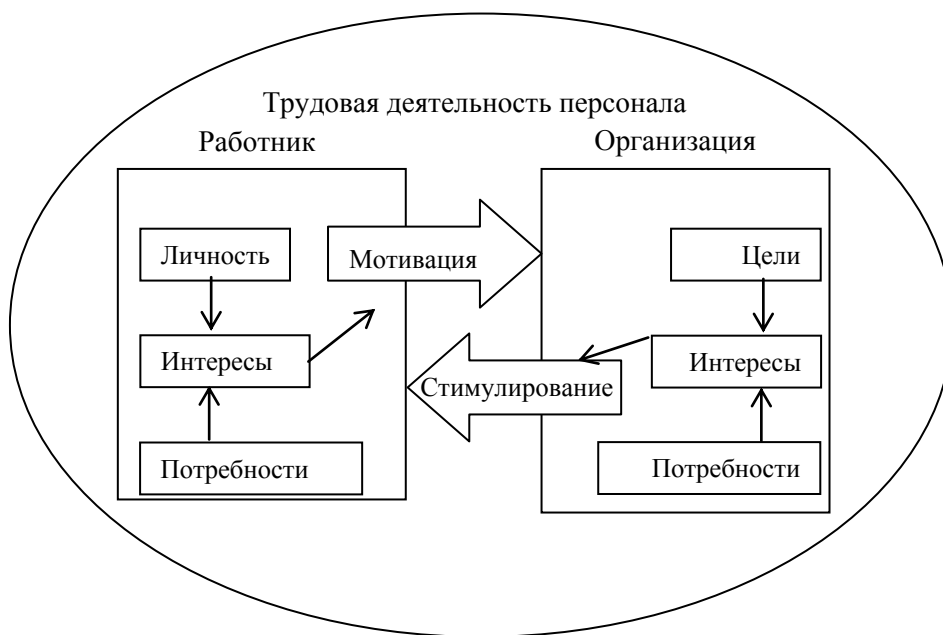 Трудовая деятельность персонала
Работник
Организация
Личность
Мотивация
Цели
Интересы
Интересы
Стимулирование
Потребности
Потребности